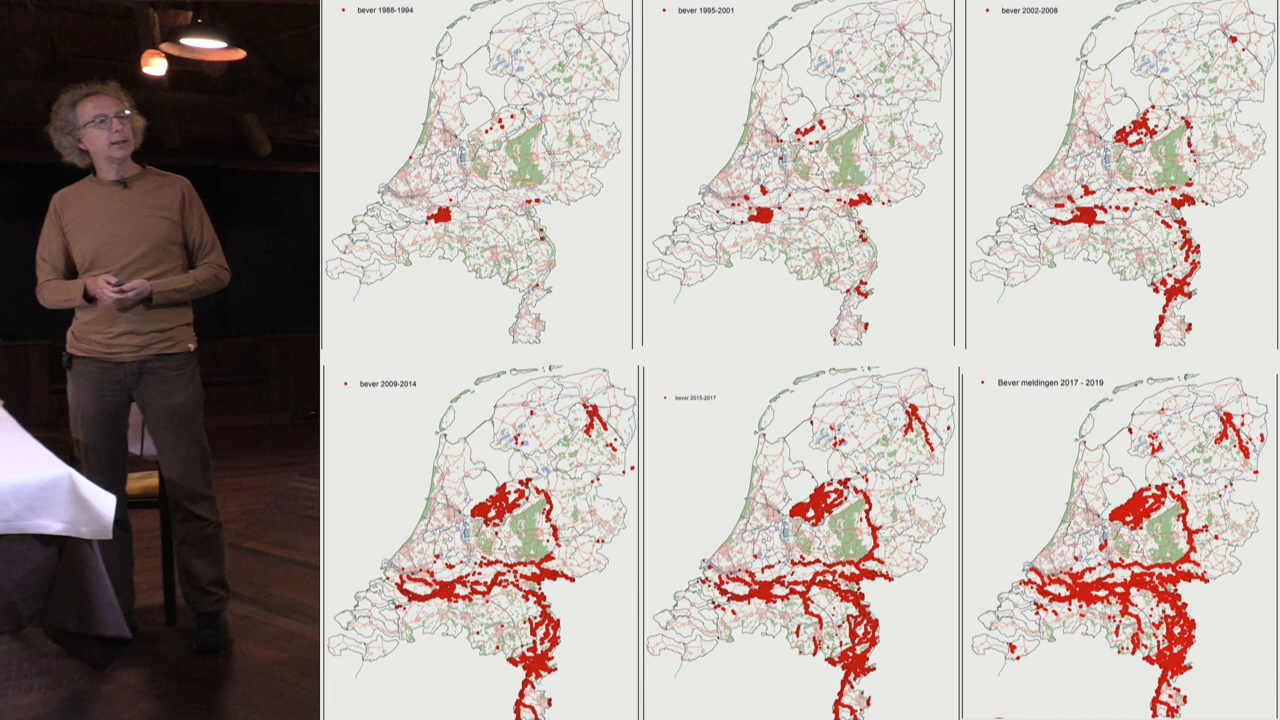 bever 1988-1994
bever 1995-2001
bever 2002-2008
bever 2009-2014
bever 2015-2017
Bever meldingen 2017 - 2019